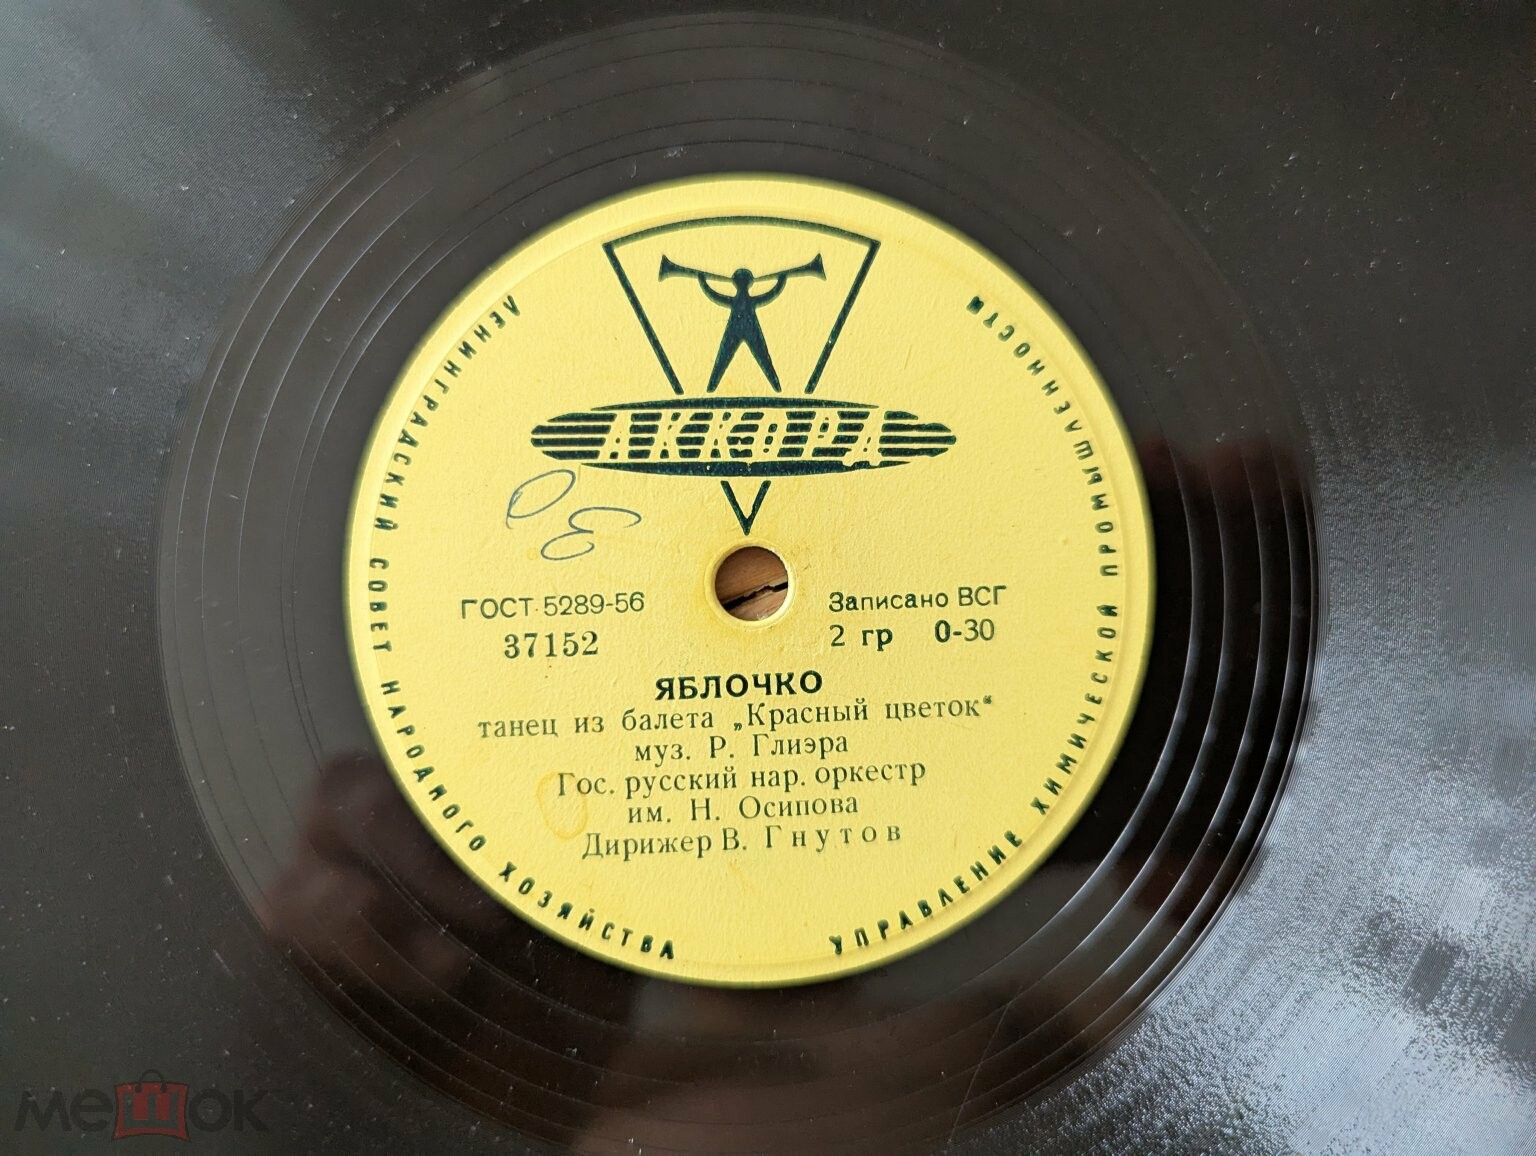 ЛЕНИНГРАДСКИЙ СОВЕТ НАРОДНОГО ХОЗЯЙСТВА
УПРАВЛЕНИЕ ХИМИЧЕСКОЙ ПРОМЫШЛЕННОСТИ
АККОРД
ГОСТ 5289-56
37152
Записано ВСГ
2 гр 0-30
ЯБЛОЧКО
танец из балета „Красный цветок“
муз. Р. Глиэра
Гос. русский нар. оркестр
им. Н. Осипова
Дирижер В. Гнутов
мешок